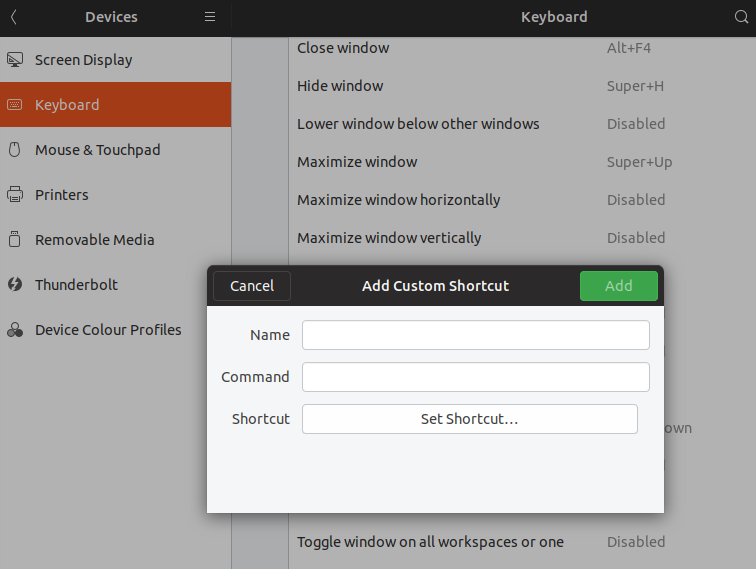 Devices
Keyboard
Screen Display
Keyboard
Mouse & Touchpad
Printers
Removable Media
Thunderbolt
Device Colour Profiles
Close window Alt+F4
Hide window Super+H
Lower window below other windows Disabled
Maximize window Super+Up
Maximize window horizontally Disabled
Maximize window vertically Disabled
Cancel Add Custom Shortcut Add
Name
Command
Shortcut Set Shortcut...
own
Toggle window on all workspaces or one Disabled